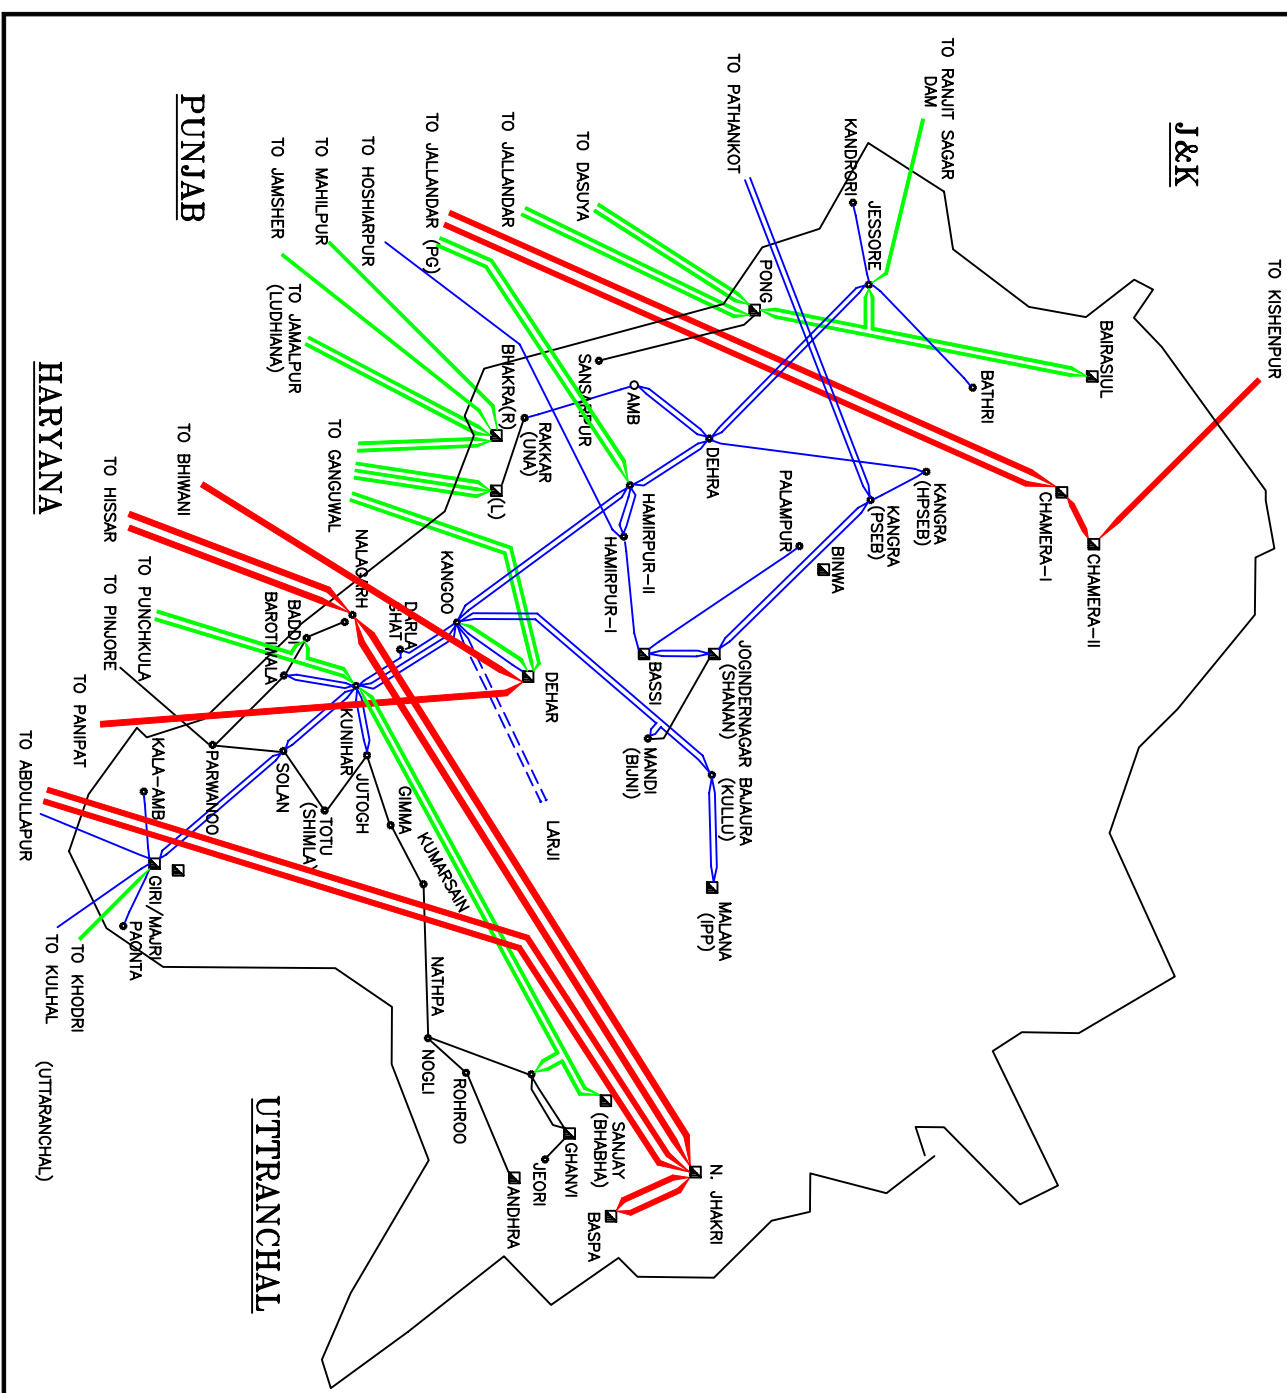 J&K
TO KISHENPUR
TO RANJIT SAGAR
DAM
KANDRORI
JESSORE
TO PATHANKOT
BAIRASIUL
BATHRI
PONG
TO DASUYA
TO JALLANDAR
TO JALLANDAR (PG)
TO HOSHIARPUR
TO MAHILPUR
TO JAMSHER
PUNJAB
TO JAMALPUR
(LUDHIANA)
SANSARPUR
AMB
BHAKRA(R)
RAKKAR
(UNA)
(L)
DEHRA
KANGRA
(HPSEB)
KANGRA
(PSEB)
PALAMPUR
BINWA
CHAMERA-I
CHAMERA-II
HAMIRPUR-II
HAMIRPUR-I
HARYANA
TO GANGUWAL
TO BHIWANI
TO HISSAR
TO PUNCHKULA
TO PINJORE
TO PANIPAT
TO ABDULLAPUR
NALAGARH
BADDI
BAROTIWALA
DARLA
GHAT
KANGOO
DEHAR
BASSI
JOGINDERNAGAR
(SHANAN)
MANDI
(BIJNI)
BAJAURA
(KULLU)
MALANA
(IPP)
LARJI
KUNIHAR
JUTOGH
SOLAN
TOTU
(SHIMLA)
PARWANOO
KALA-AMB
GIMMA
KUMARSAIN
GIRI/MAJRI
PAONTA
TO KHODRI
TO KULHAL
(UTTARANCHAL)
NATHPA
NOGLI
ROHROO
SANJAY
(BHABHA)
GHANVI
JEORI
ANDHRA
N. JHAKRI
BASPA
UTTRANCHAL